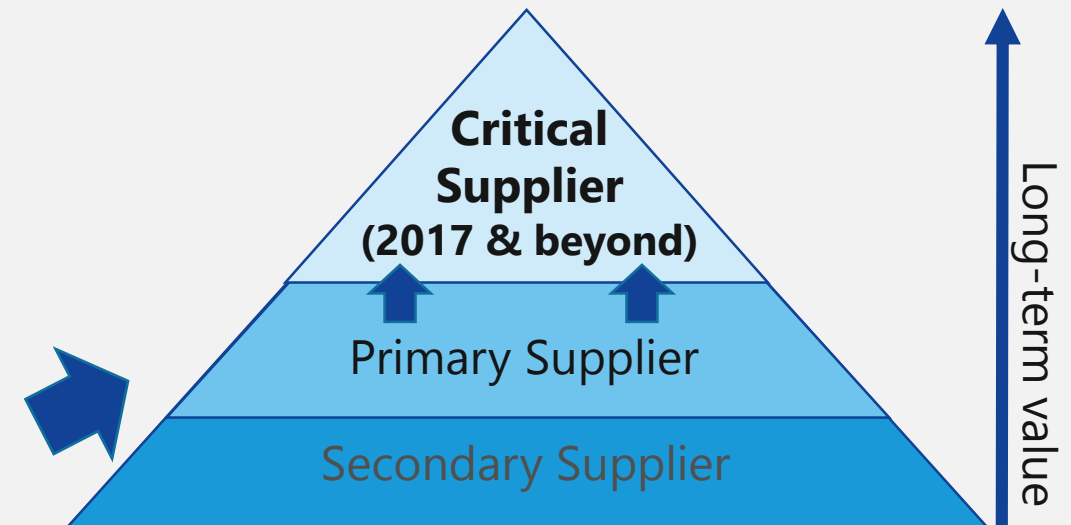 Critical
Supplier
(2017 & beyond)
Primary Supplier
Secondary Supplier
Long-term value